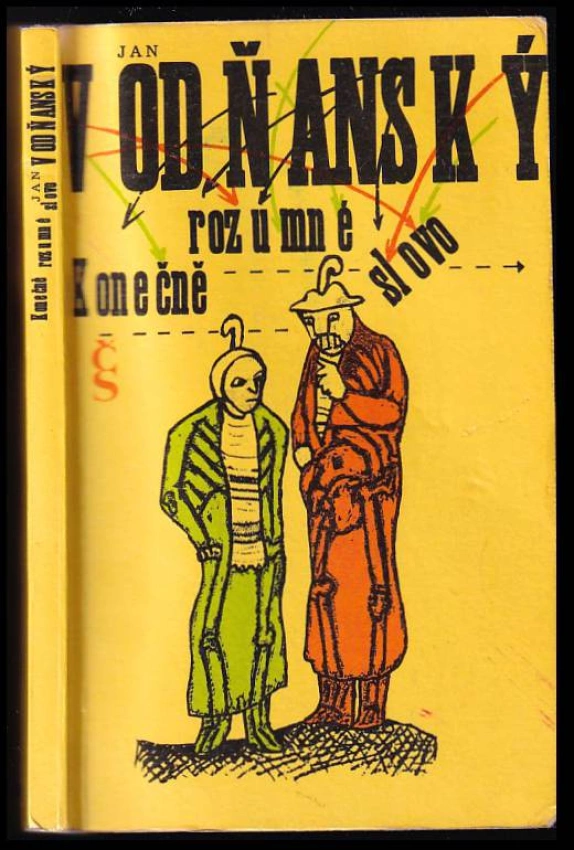 JAN
VODŇANSKÝ
rozumné
Konečně
slovo
ČS
Konečně rozumné slovo JAN VODŇANSKÝ